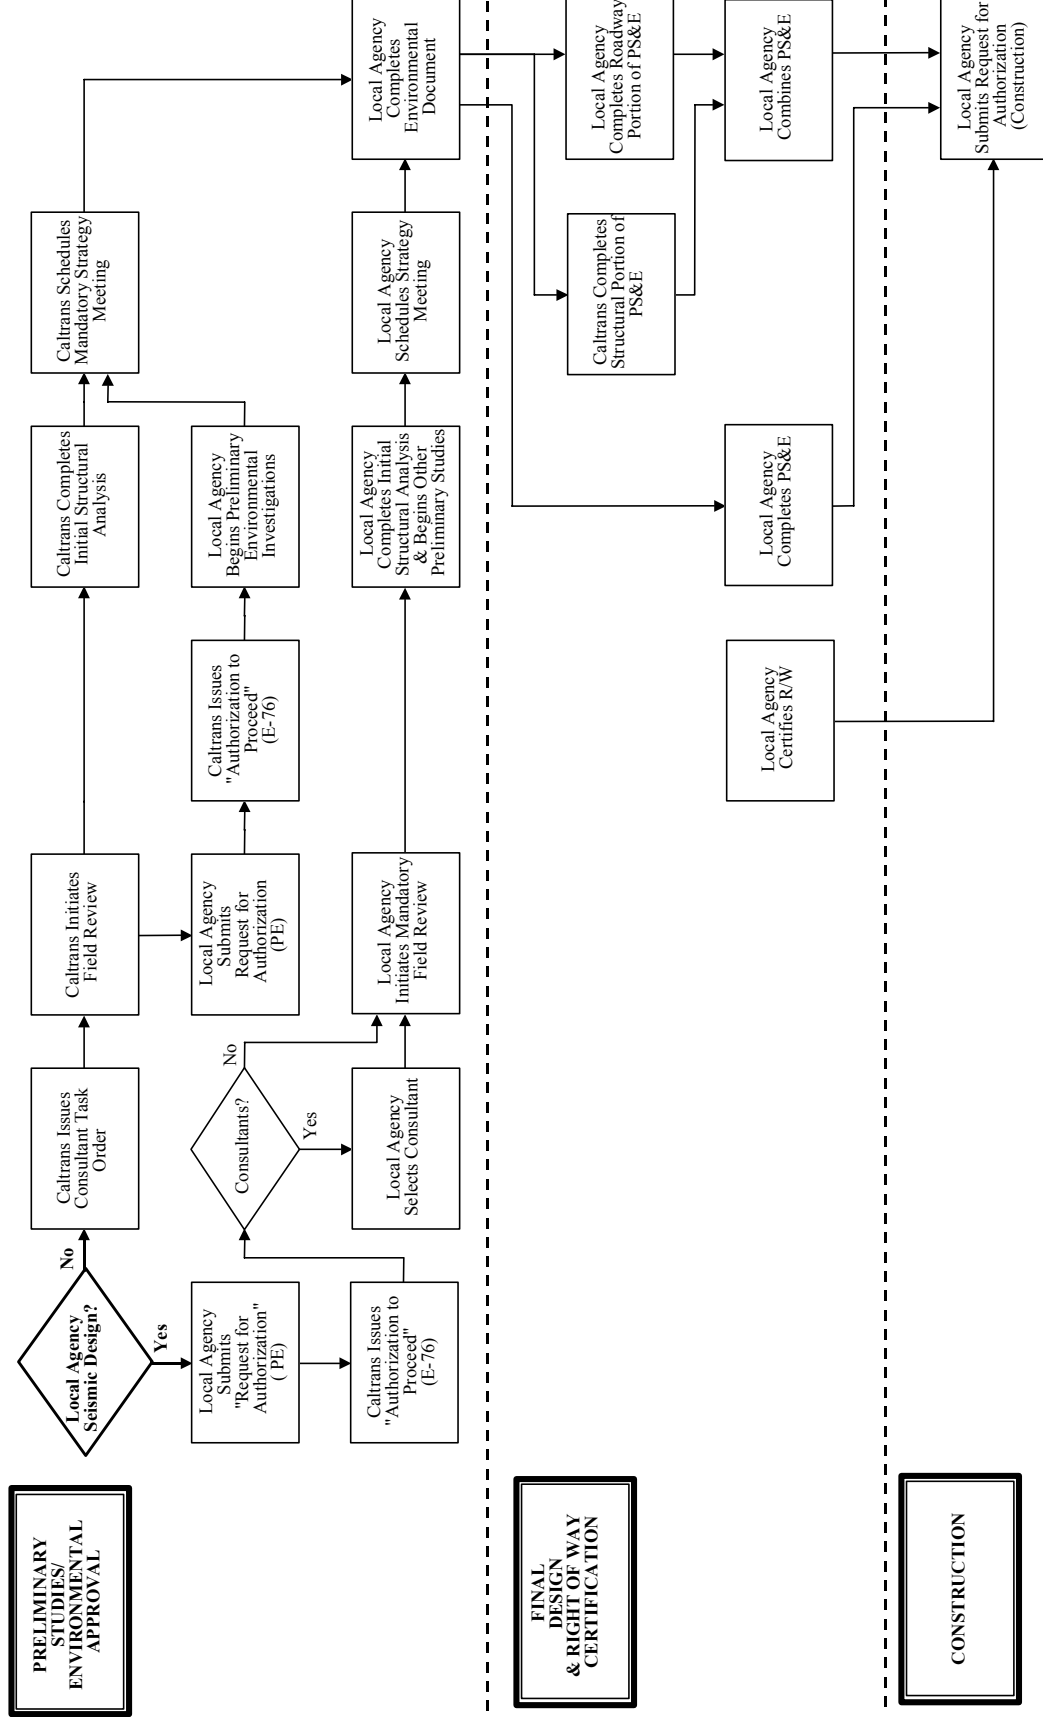 PRELIMINARY
STUDIES/
ENVIRONMENTAL
APPROVAL
Local Agency
Seismic Design?
No
Yes
Caltrans Issues
Consultant Task
Order
Caltrans Initiates
Field Review
Caltrans Completes
Initial Structural
Analysis
Caltrans Schedules
Mandatory Strategy
Meeting
Local Agency
Submits
"Request for
Authorization"
( PE)
Consultants?
No
Yes
Local Agency
Submits
Request for
Authorization
(PE)
Caltrans Issues
"Authorization to
Proceed"
(E-76)
Local Agency
Begins Preliminary
Environmental
Investigations
Caltrans Issues
"Authorization to
Proceed"
(E-76)
Local Agency
Selects Consultant
Local Agency
Initiates Mandatory
Field Review
Local Agency
Completes Initial
Structural Analysis
& Begins Other
Preliminary Studies
Local Agency
Schedules Strategy
Meeting
Local Agency
Completes
Environmental
Document
FINAL
DESIGN
& RIGHT OF WAY
CERTIFICATION
Caltrans Completes
Structural Portion of
PS&E
Local Agency
Completes Roadway
Portion of PS&E
Local Agency
Certifies R/W
Local Agency
Completes PS&E
Local Agency
Combines PS&E
CONSTRUCTION
Local Agency
Submits Request for
Authorization
(Construction)